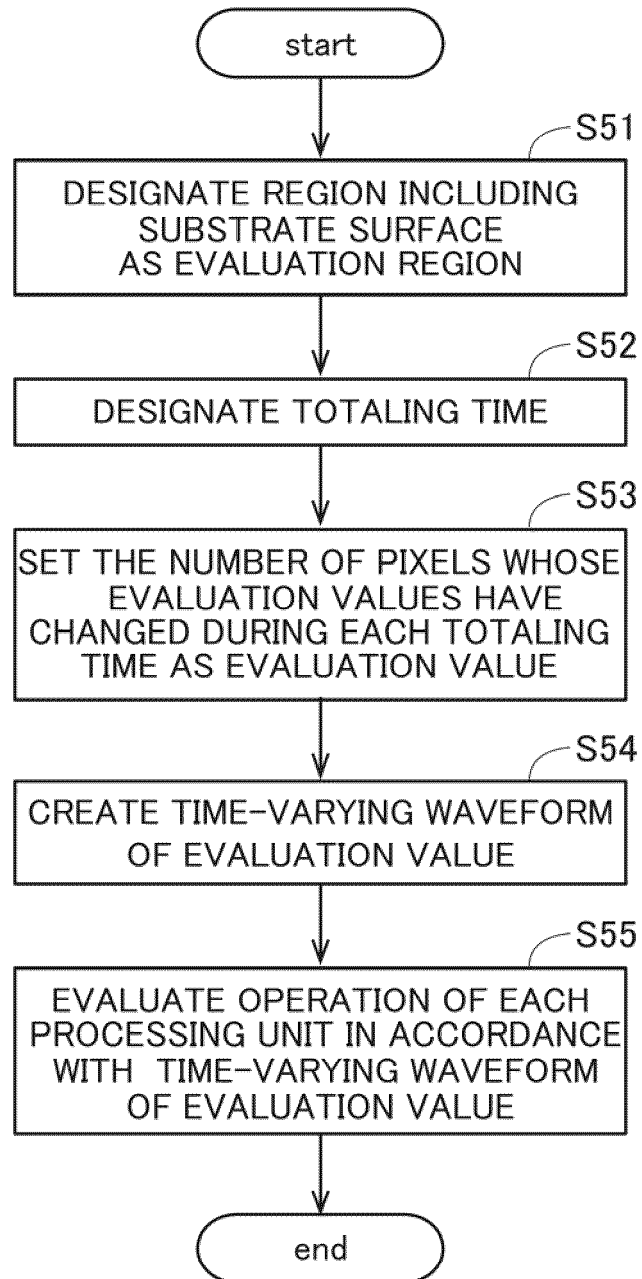 start
S51
DESIGNATE REGION INCLUDING
SUBSTRATE SURFACE
AS EVALUATION REGION
S52
DESIGNATE TOTALING TIME
S53
SET THE NUMBER OF PIXELS WHOSE
EVALUATION VALUES HAVE
CHANGED DURING EACH TOTALING
TIME AS EVALUATION VALUE
S54
CREATE TIME-VARYING WAVEFORM
OF EVALUATION VALUE
S55
EVALUATE OPERATION OF EACH
PROCESSING UNIT IN ACCORDANCE
WITH TIME-VARYING WAVEFORM
OF EVALUATION VALUE
end